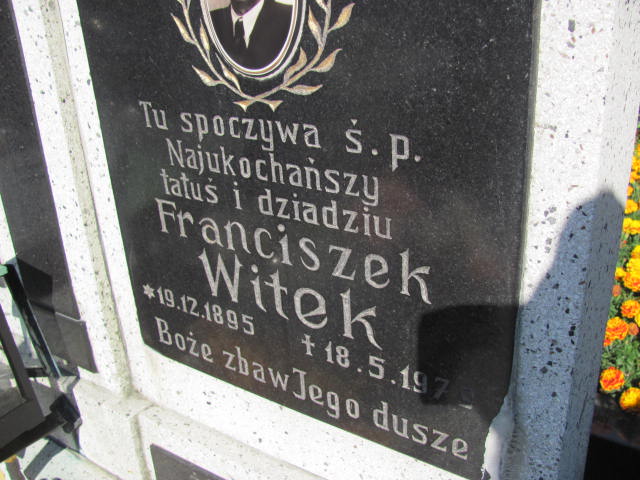 Tu spoczywa ś.p.
Najukochańszy
tatuś i dziadziu
Franciszek
Witek
*19.12.1895
†18.5.197
Boże zbaw Jego dusze